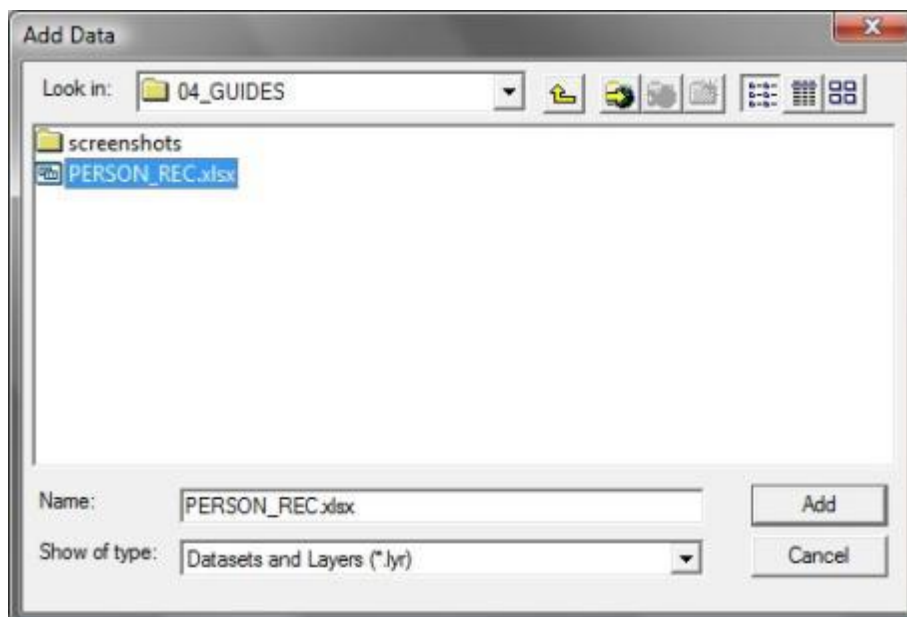 Add Data
Look in: 04_GUIDES
screenshots
PERSON_REC.xlsx
Name: PERSON_REC.xlsx Add
Show of type: Datasets and Layers (*.lyr) Cancel